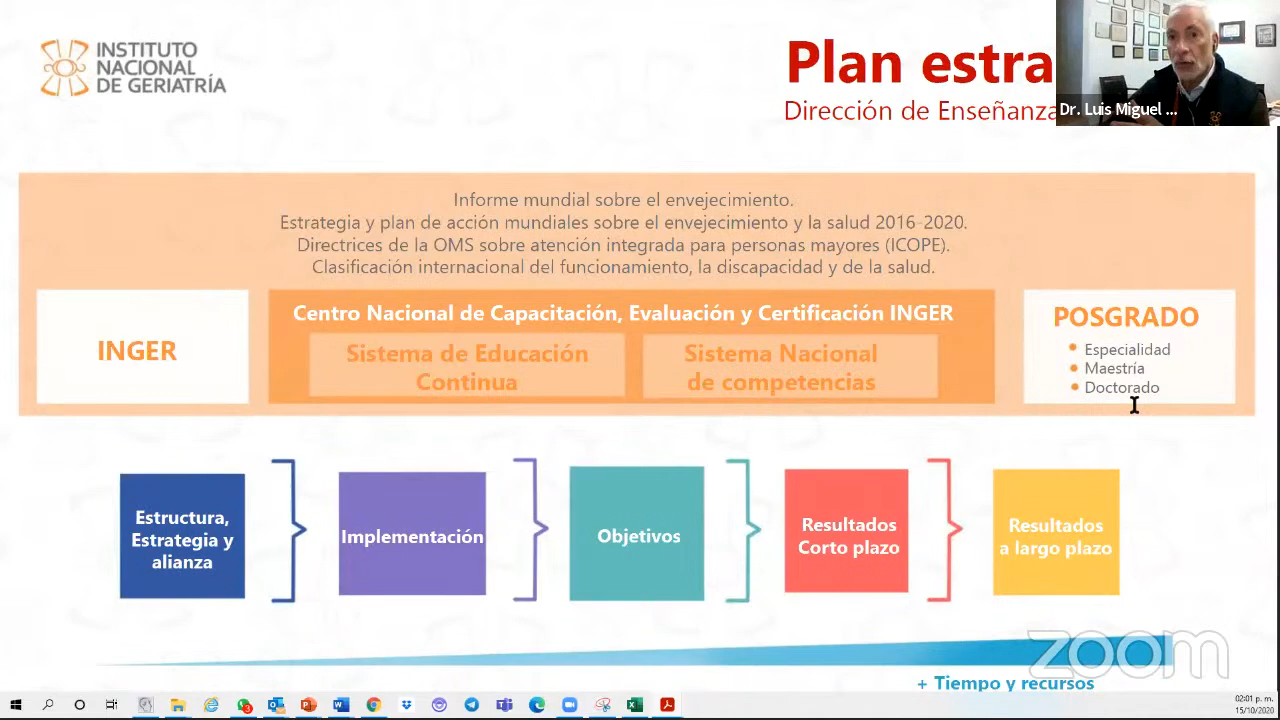 INSTITUTO
NACIONAL
DE GERIATRÍA
Plan estra
Dirección de Enseñanza
Dr. Luis Miguel ...
Informe mundial sobre el envejecimiento.
Estrategia y plan de acción mundiales sobre el envejecimiento y la salud 2016-2020.
Directrices de la OMS sobre atención integrada para personas mayores (ICOPE).
Clasificación internacional del funcionamiento, la discapacidad y de la salud.
INGER
Centro Nacional de Capacitación, Evaluación y Certificación INGER
Sistema de Educación
Continua
Sistema Nacional
de competencias
POSGRADO
Especialidad
Maestría
Doctorado
Estructura,
Estrategia y
alianza
Implementación
Objetivos
Resultados
Corto plazo
Resultados
a largo plazo
zoom
+ Tiempo y recursos
02:01 p. m.
15/10/2020